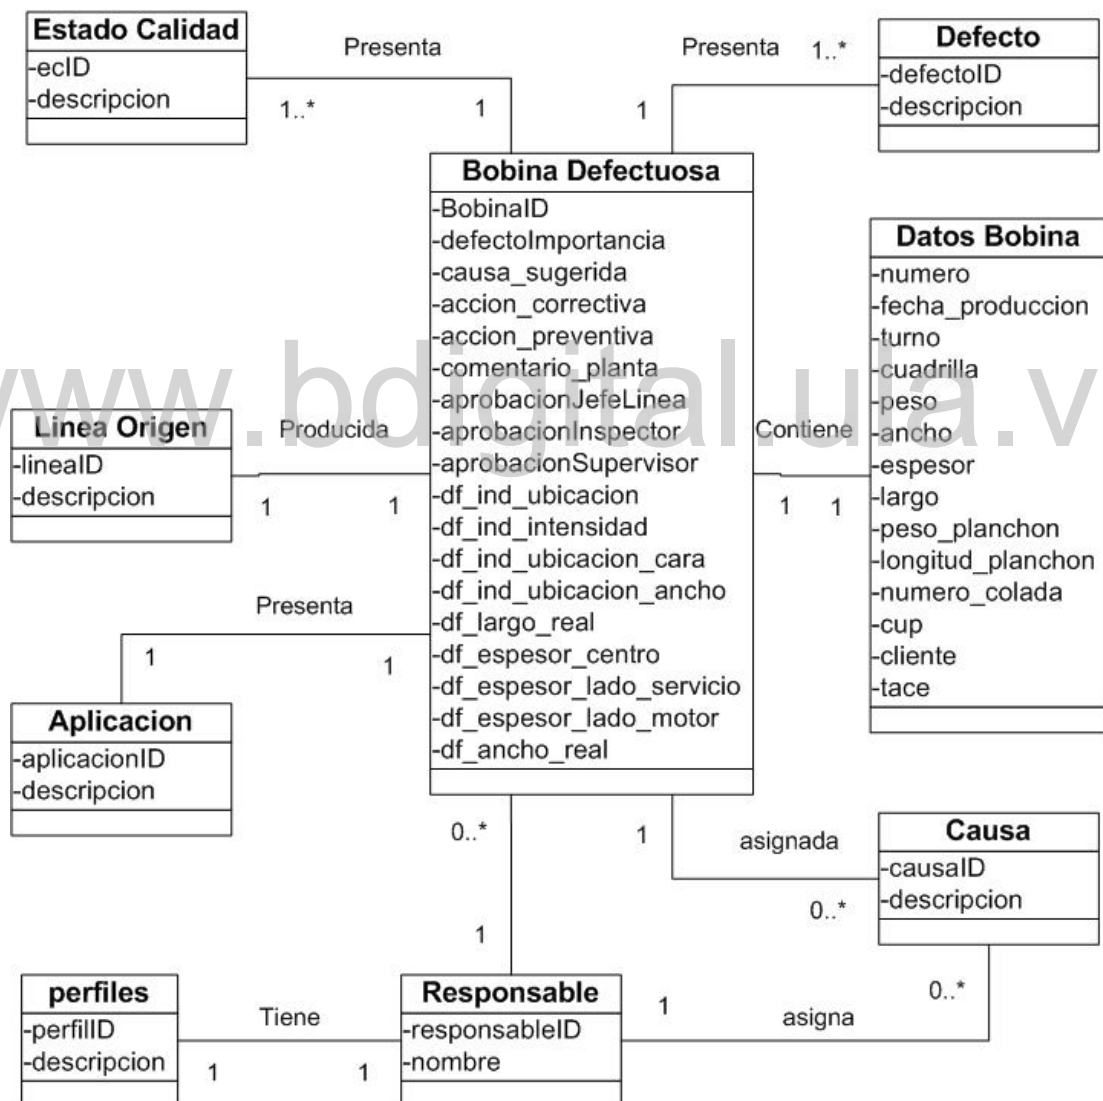 Estado Calidad
-ecID
-descripcion
Presenta
1..*
1
Presenta
1..*
1
Defecto
-defectoID
-descripcion
Bobina Defectuosa
-BobinaID
-defectoImportancia
-causa_sugerida
-accion_correctiva
-accion_preventiva
-comentario_planta
-aprobacionJefeLinea
-aprobacionInspector
-aprobacionSupervisor
-df_ind_ubicacion
-df_ind_intensidad
-df_ind_ubicacion_cara
-df_ind_ubicacion_ancho
-df_largo_real
-df_espesor_centro
-df_espesor_lado_servicio
-df_espesor_lado_motor
-df_ancho_real
Datos Bobina
-numero
-fecha_produccion
-turno
-cuadrilla
-peso
-ancho
-espesor
-largo
-peso_planchon
-longitud_planchon
-numero_colada
-cup
-cliente
-tace
www.bdigital.ula.v
Linea Origen
-lineaID
-descripcion
Producida
1
1
Contiene
1
1
Presenta
1
1
Aplicacion
-aplicacionID
-descripcion
0..*
1
1
asignada
0..*
Causa
-causaID
-descripcion
perfiles
-perfilID
-descripcion
Tiene
1
1
Responsable
-responsableID
-nombre
1
asigna
0..*